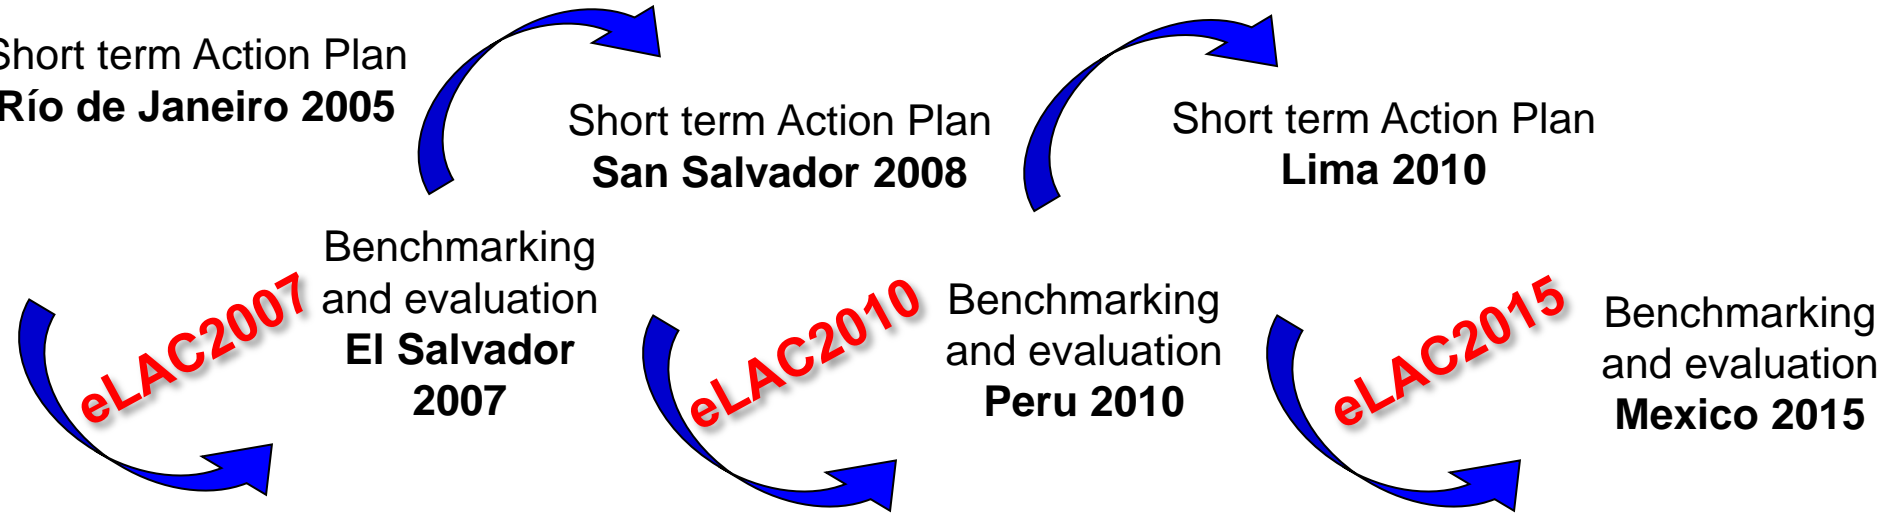 Short term Action Plan
Río de Janeiro 2005
Short term Action Plan
San Salvador 2008
Short term Action Plan
Lima 2010
eLAC2007
Benchmarking
and evaluation
El Salvador
2007
eLAC2010
Benchmarking
and evaluation
Peru 2010
eLAC2015
Benchmarking
and evaluation
Mexico 2015